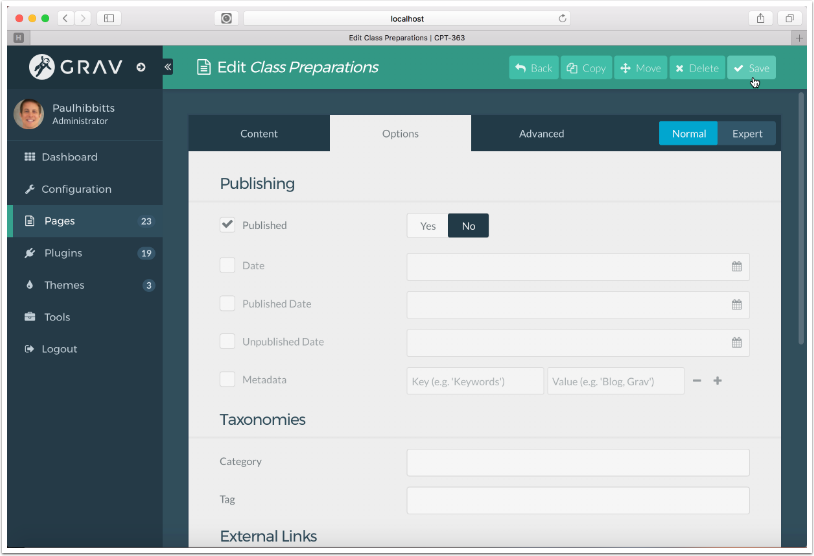 localhost
H
Edit Class Preparations | CPT-363
+
GRAV
Edit Class Preparations
Back
Copy
Move
Delete
Save
Paulhibbitts
Administrator
Dashboard
Configuration
Pages 23
Plugins 19
Themes 3
Tools
Logout
Content
Options
Advanced
Normal
Expert
Publishing
Published
Yes
No
Date
Published Date
Unpublished Date
Metadata
Key (e.g. 'Keywords')
Value (e.g. 'Blog, Grav')
Taxonomies
Category
Tag
External Links